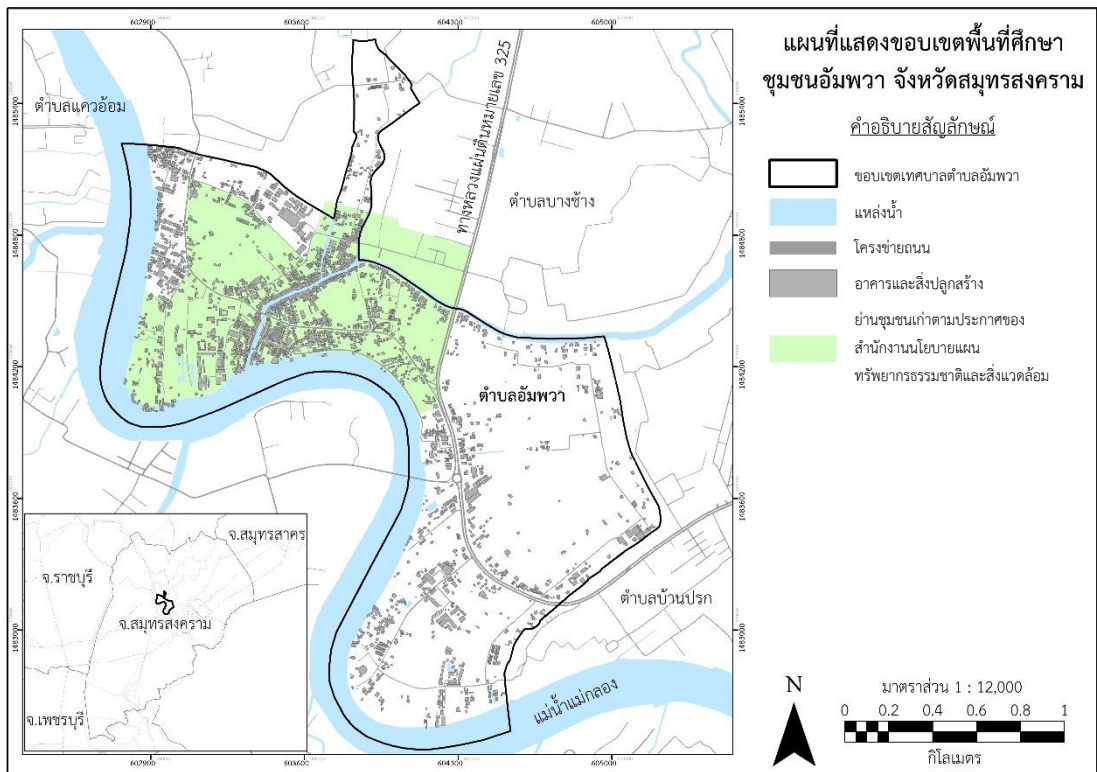 แผนที่แสดงขอบเขตพื้นที่ศึกษา
ชุมชนอัมพวา จังหวัดสมุทรสงคราม
คำอธิบายสัญลักษณ์
ขอบเขตเทศบาลตำบลอัมพวา
แหล่งน้ำ
โครงข่ายถนน
อาคารและสิ่งปลูกสร้าง
ย่านชุมชนเก่าตามประกาศของ
สำนักงานนโยบายแผน
ทรัพยากรธรรมชาติและสิ่งแวดล้อม
N
มาตราส่วน 1 : 12,000
0 0.2 0.4 0.6 0.8 1
กิโลเมตร
602900 603600 604300 605000
1485400 1485400
1484800 1484800
1484200 1484200
1483600 1483600
1483000 1483000
602900 603600 604300 605000
ตำบลแควอ้อม
ทางหลวงแผ่นดินหมายเลข 325
ตำบลบางช้าง
ตำบลอัมพวา
ตำบลบ้านปรก
แม่น้ำแม่กลอง
จ.สมุทรสาคร
จ.ราชบุรี
จ.สมุทรสงคราม
จ.เพชรบุรี